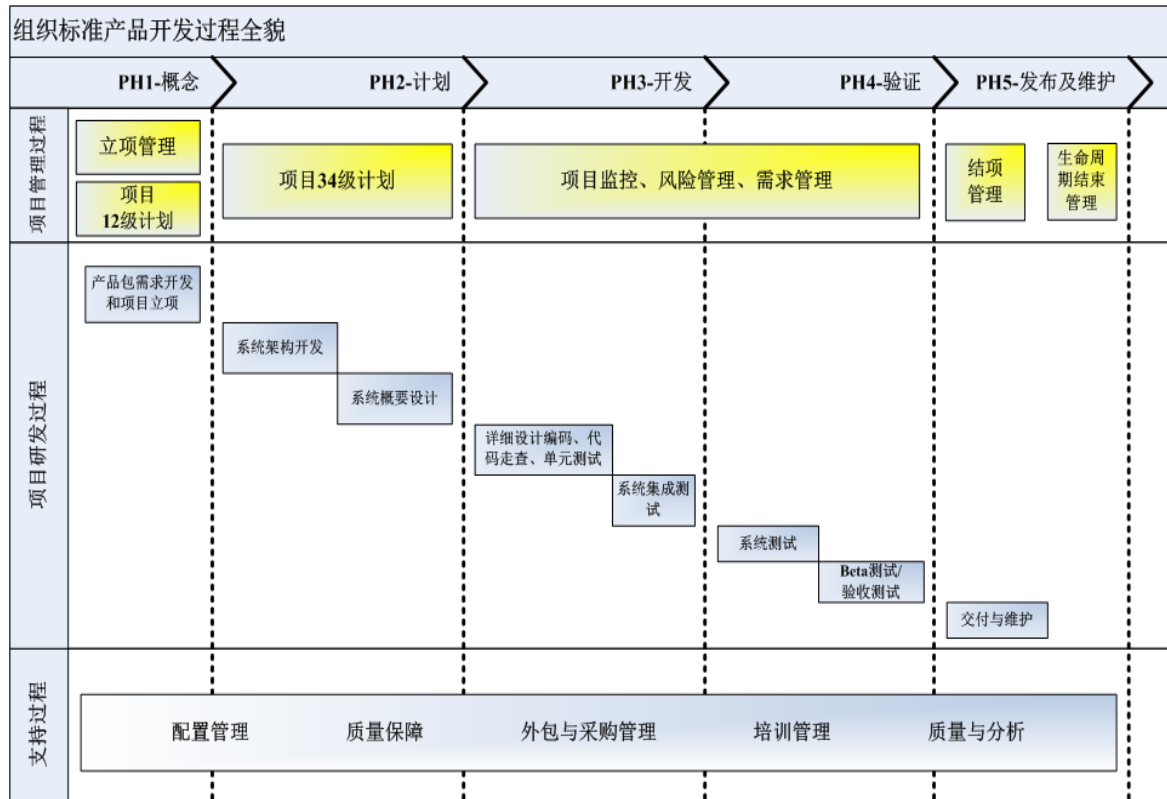 组织标准产品开发过程全貌
PH1-概念
PH2-计划
PH3-开发
PH4-验证
PH5-发布及维护
项目管理过程
立项管理
项目
12级计划
项目34级计划
项目监控、风险管理、需求管理
结项
管理
生命周
期结束
管理
项目研发过程
产品包需求开发
和项目立项
系统架构开发
系统概要设计
详细设计编码、代
码走查、单元测试
系统集成测
试
系统测试
Beta测试/
验收测试
交付与维护
支持过程
配置管理
质量保障
外包与采购管理
培训管理
质量与分析